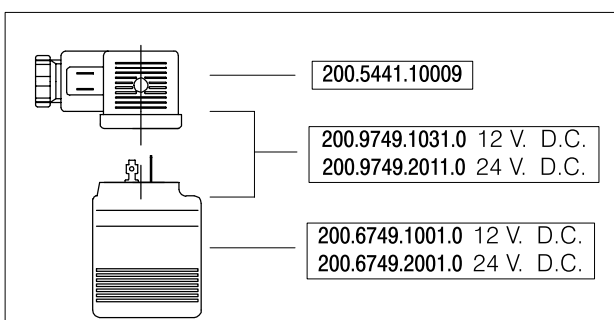 200.5441.10009
200.9749.1031.0 12 V. D.C.
200.9749.2011.0 24 V. D.C.
200.6749.1001.0 12 V. D.C.
200.6749.2001.0 24 V. D.C.